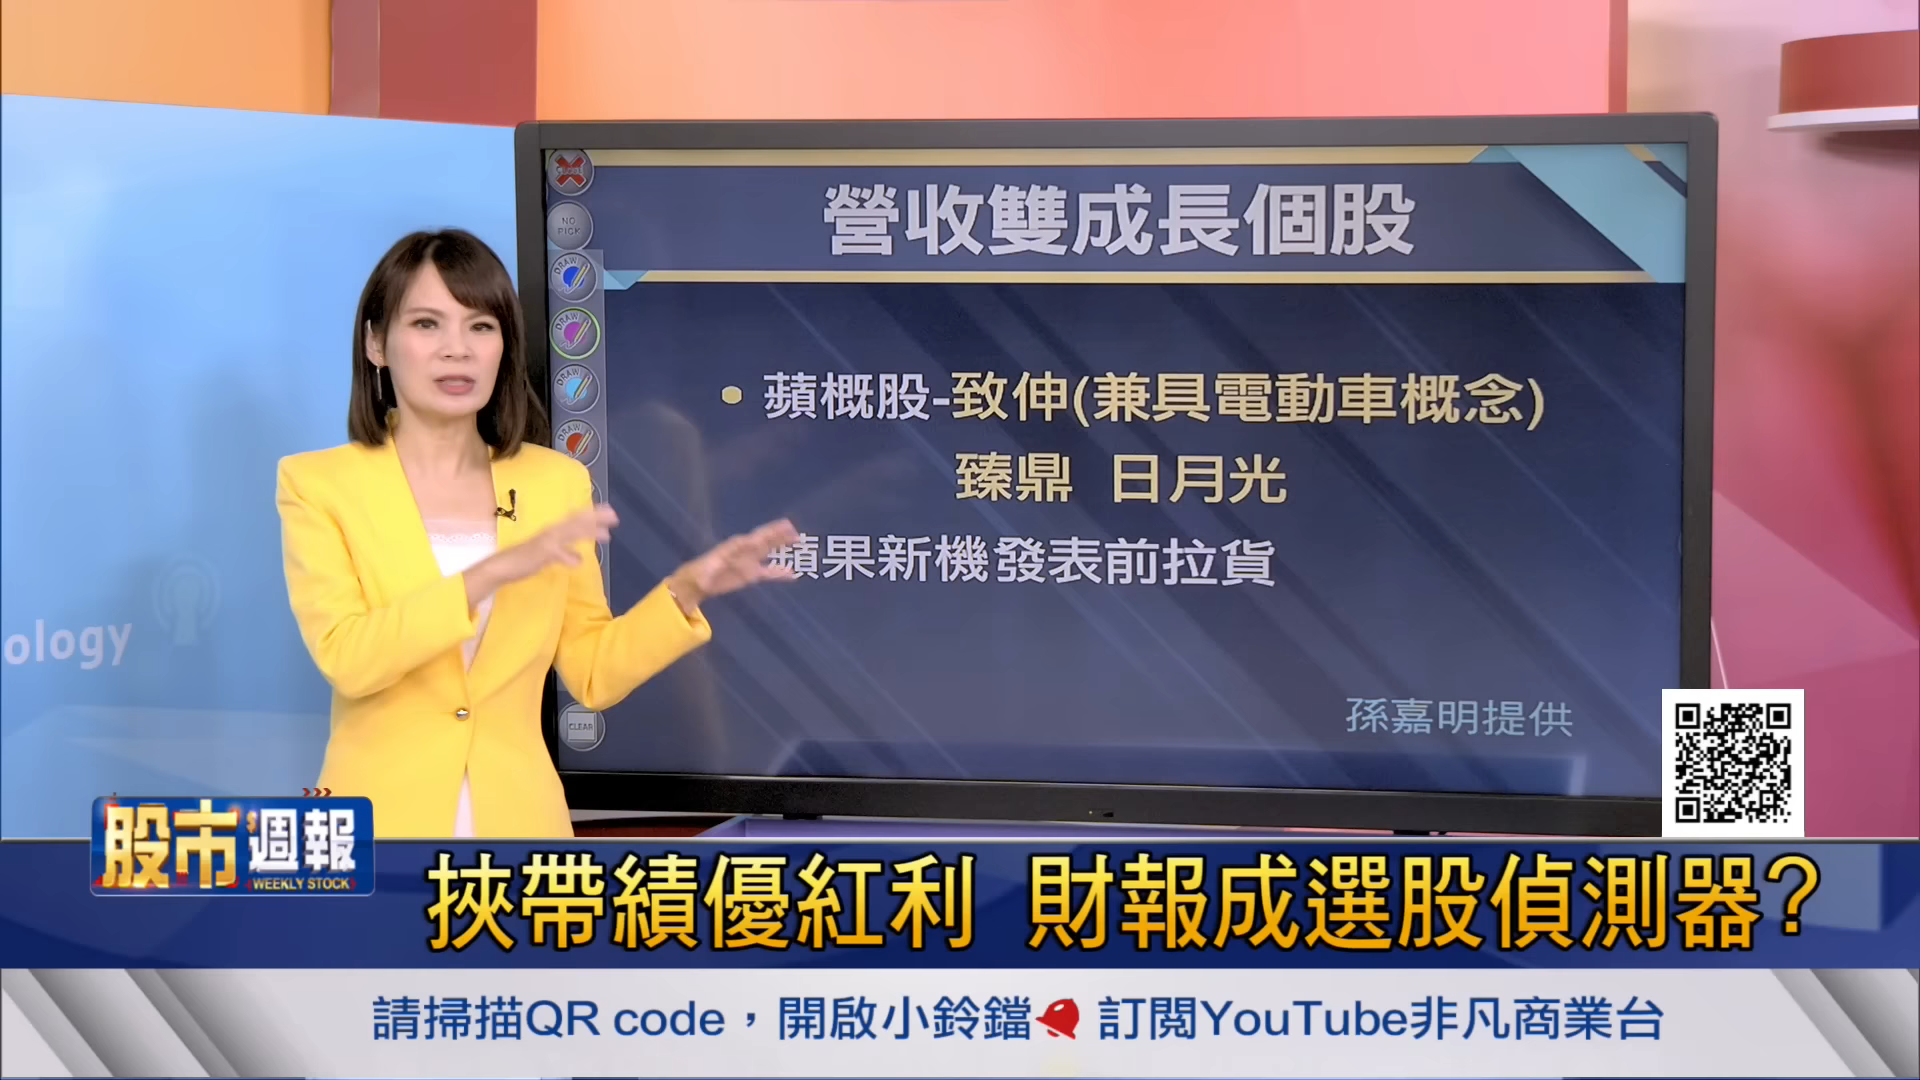 營收雙成長個股
NO PICK
DRAW
DRAW
DRAW
DRAW
蘋概股-致伸(兼具電動車概念)
臻鼎 日月光
蘋果新機發表前拉貨
ology
孫嘉明提供
CLEAR
股市週報
WEEKLY STOCK
挾帶績優紅利 財報成選股偵測器?
請掃描QR code，開啟小鈴鐺 訂閱YouTube非凡商業台